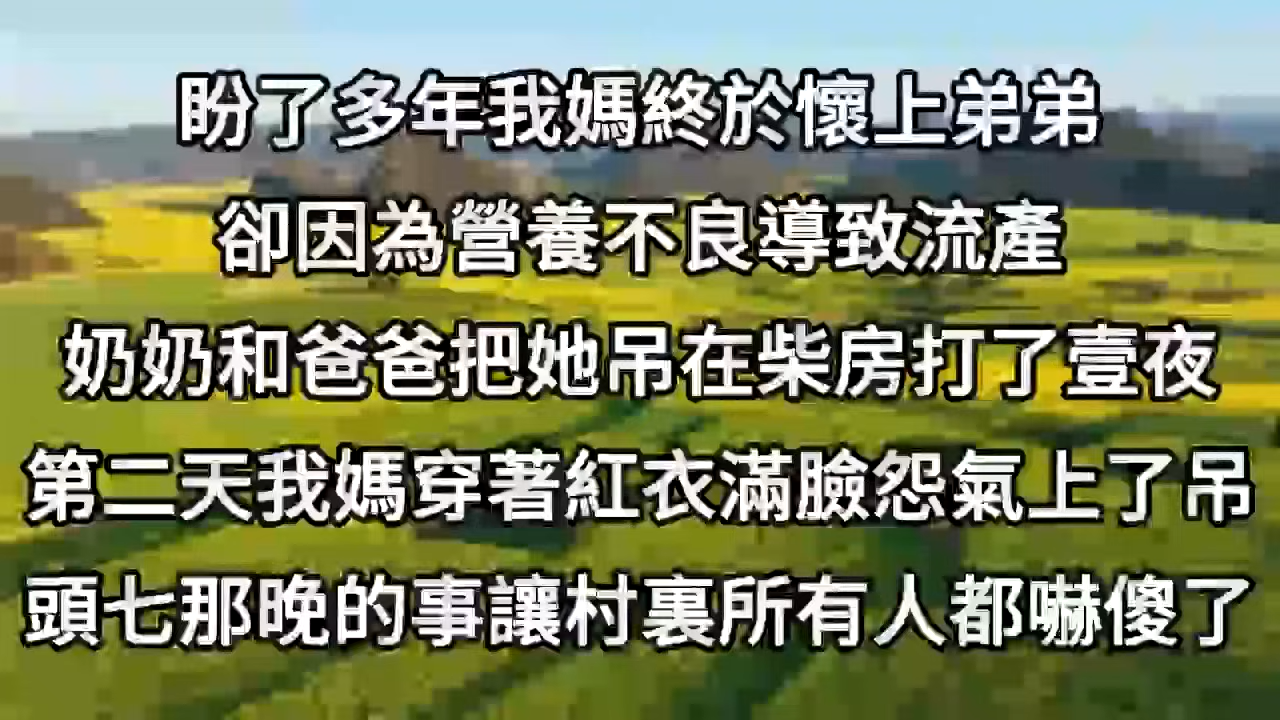 盼了多年我媽終於懷上弟弟
卻因為營養不良導致流產
奶奶和爸爸把她吊在柴房打了壹夜
第二天我媽穿著紅衣滿臉怨氣上了吊
頭七那晚的事讓村裏所有人都嚇傻了